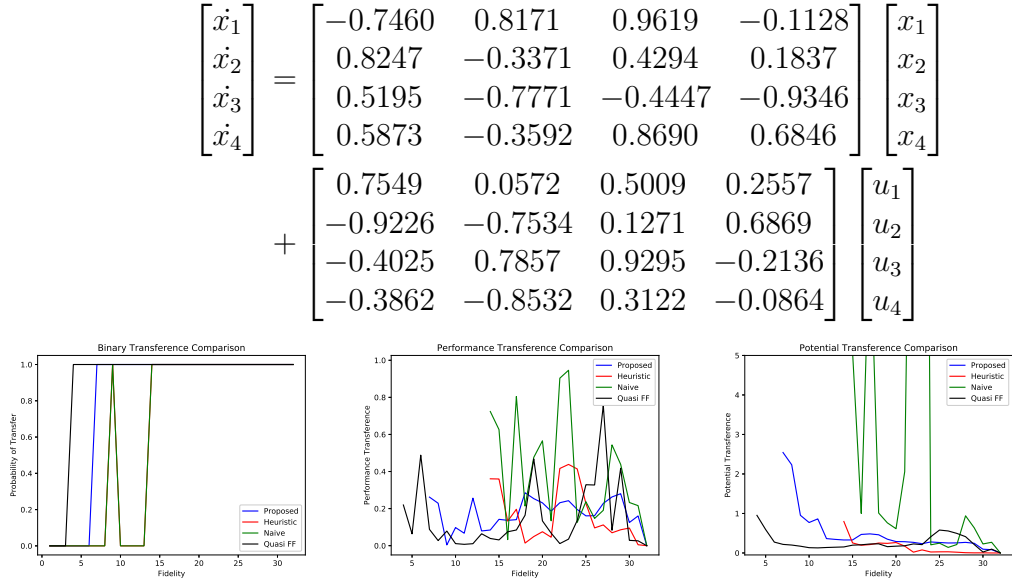 ẋ1 −0.7460 0.8171 0.9619 −0.1128 x1
ẋ2 0.8247 −0.3371 0.4294 0.1837 x2
ẋ3 = 0.5195 −0.7771 −0.4447 −0.9346 x3
ẋ4 0.5873 −0.3592 0.8690 0.6846 x4
0.7549 0.0572 0.5009 0.2557 u1
−0.9226 −0.7534 0.1271 0.6869 u2
+ −0.4025 0.7857 0.9295 −0.2136 u3
−0.3862 −0.8532 0.3122 −0.0864 u4
Binary Transference Comparison
Probability of Transfer
1.0
0.8
0.6
0.4
0.2
0.0
0 5 10 15 20 25 30
Fidelity
Proposed
Heuristic
Naive
Quasi FF
Performance Transference Comparison
Performance Transference
1.0
0.8
0.6
0.4
0.2
0.0
5 10 15 20 25 30
Fidelity
Proposed
Heuristic
Naive
Quasi FF
Potential Transference Comparison
Potential Transference
5
4
3
2
1
0
5 10 15 20 25 30
Fidelity
Proposed
Heuristic
Naive
Quasi FF